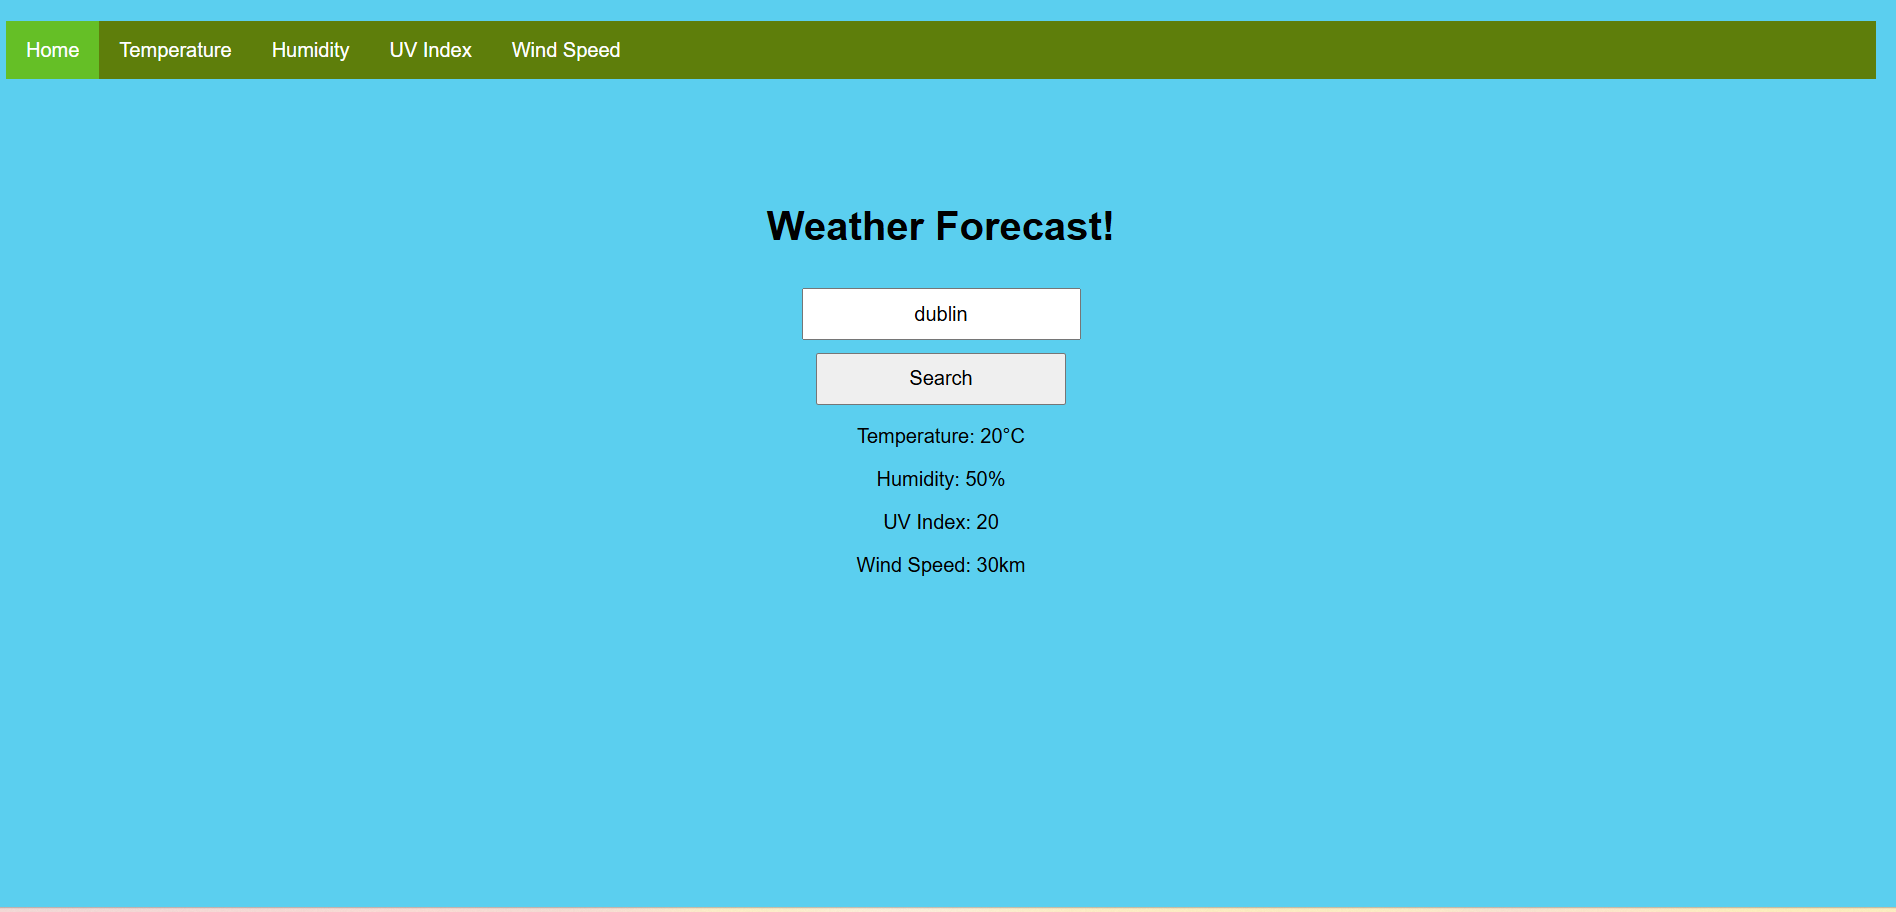 Home Temperature Humidity UV Index Wind Speed
Weather Forecast!
dublin
Search
Temperature: 20°C
Humidity: 50%
UV Index: 20
Wind Speed: 30km